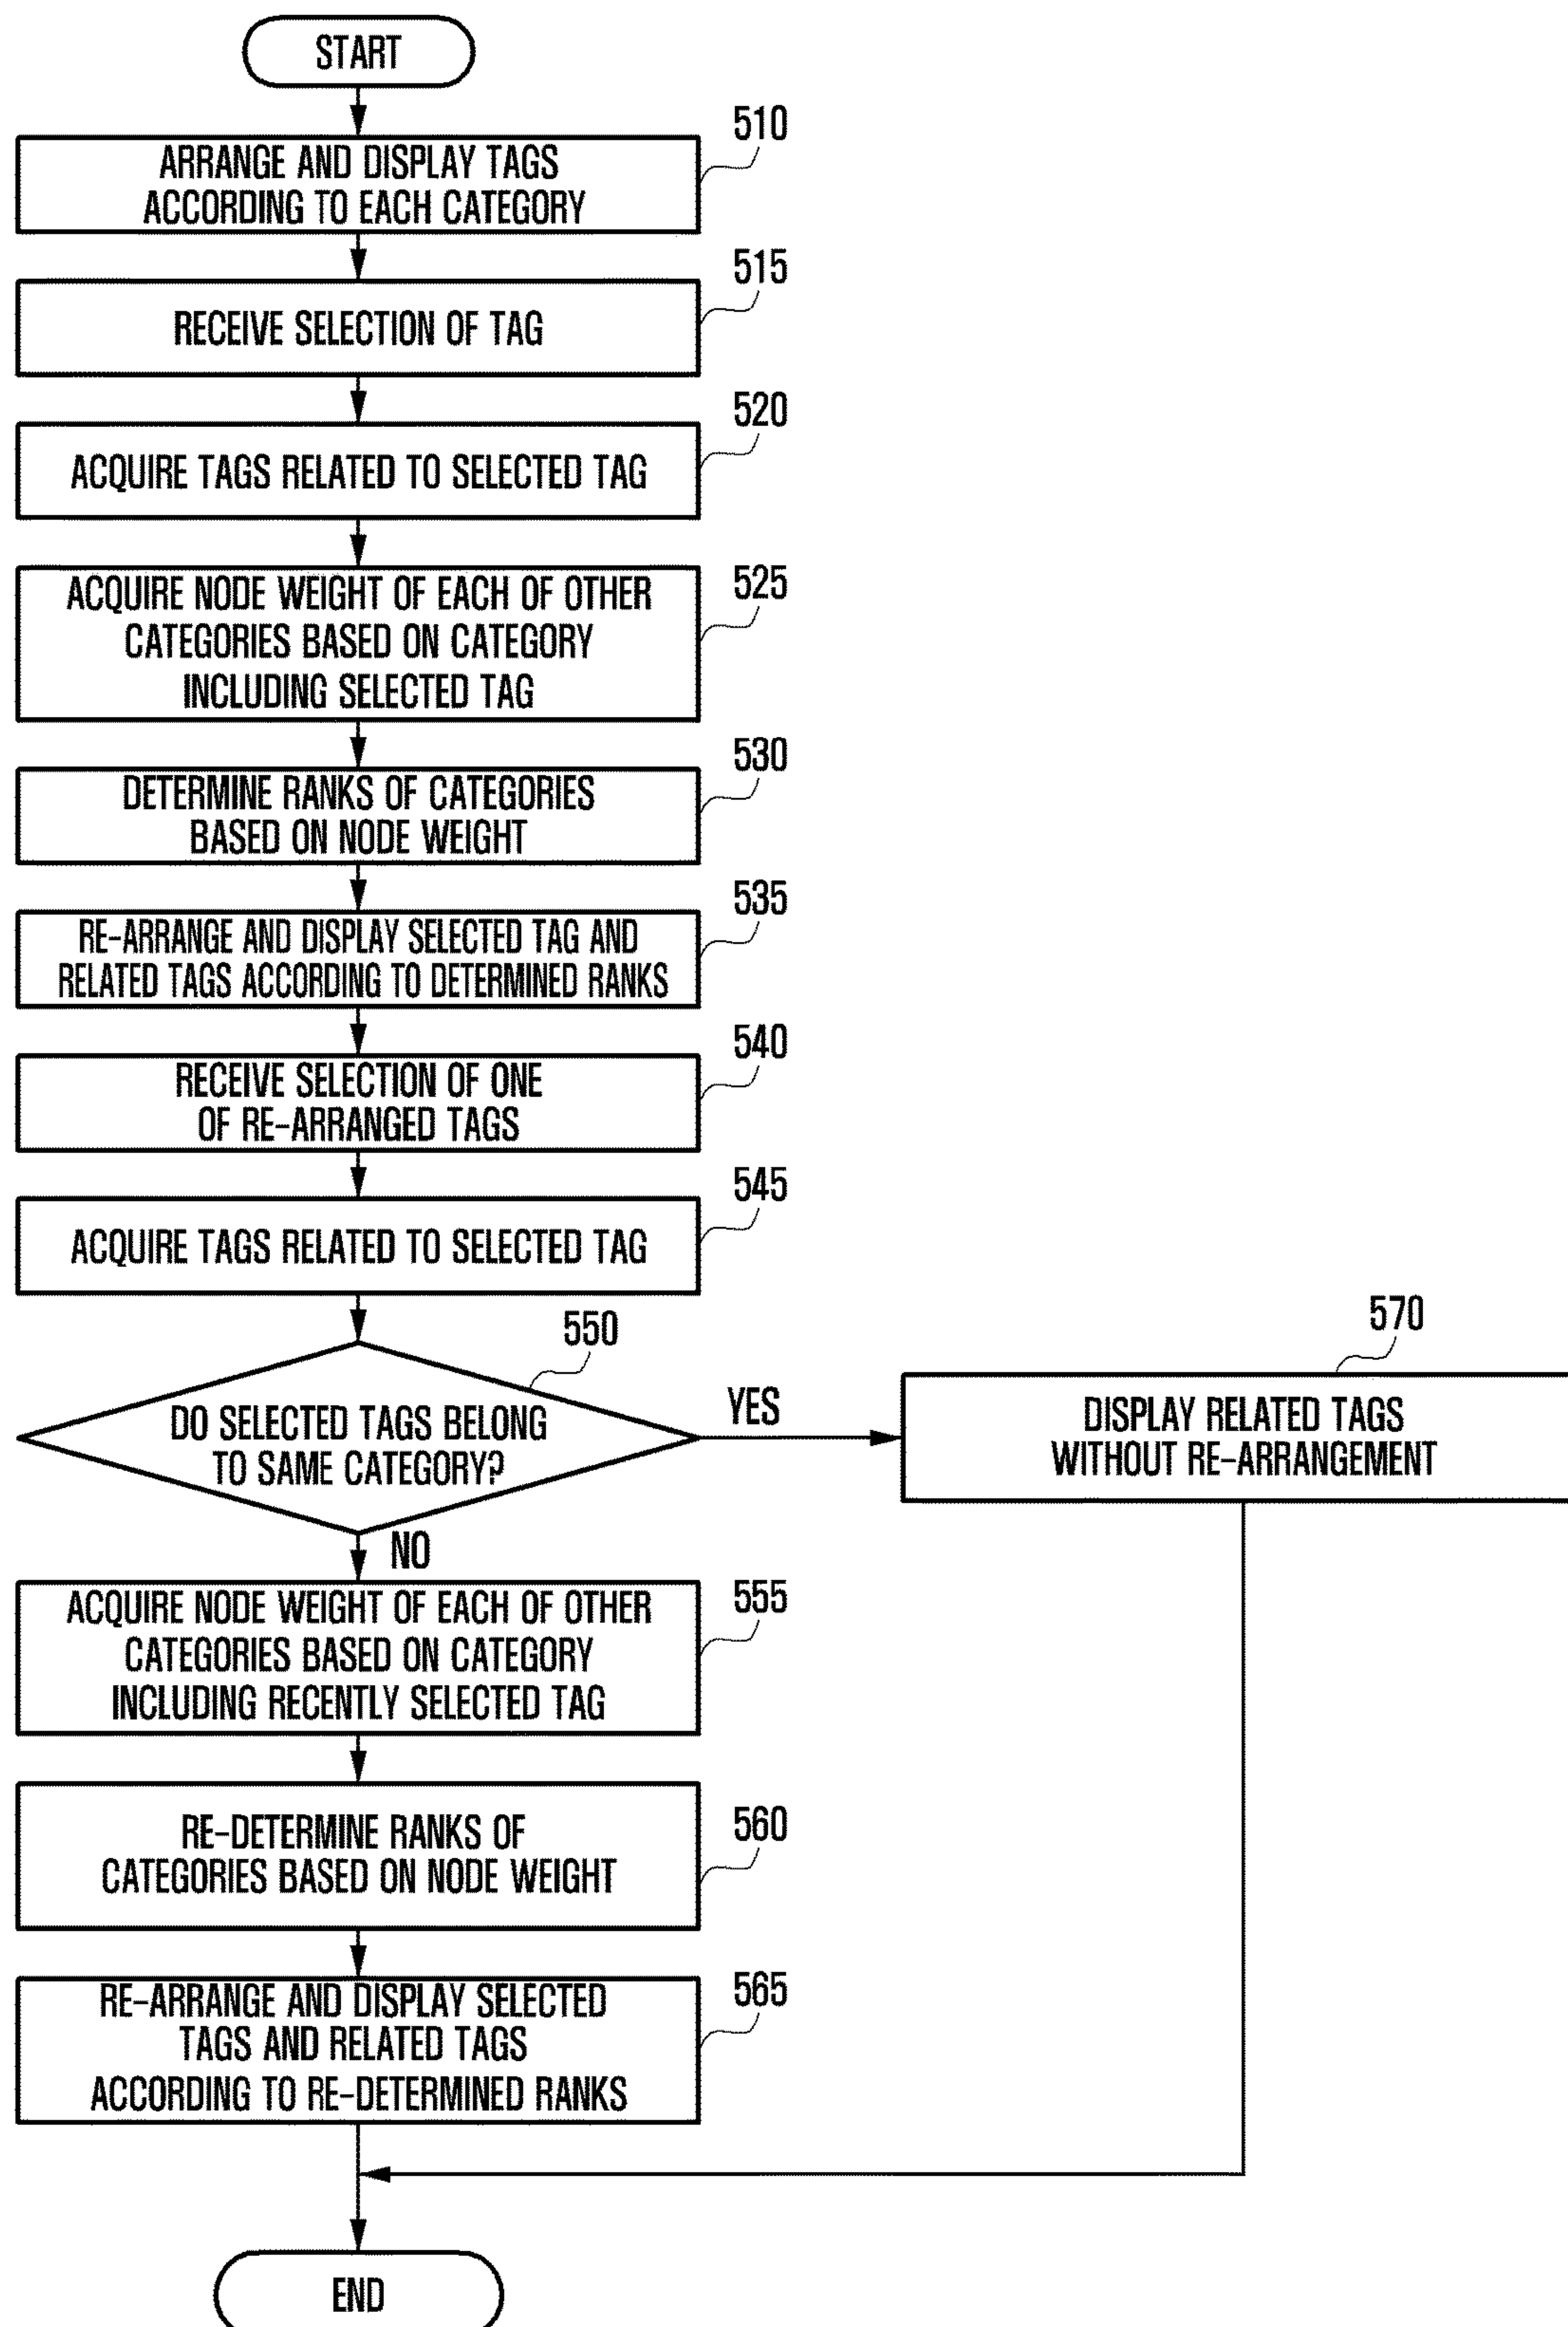 START
510
ARRANGE AND DISPLAY TAGS
ACCORDING TO EACH CATEGORY
515
RECEIVE SELECTION OF TAG
520
ACQUIRE TAGS RELATED TO SELECTED TAG
525
ACQUIRE NODE WEIGHT OF EACH OF OTHER
CATEGORIES BASED ON CATEGORY
INCLUDING SELECTED TAG
530
DETERMINE RANKS OF CATEGORIES
BASED ON NODE WEIGHT
535
RE-ARRANGE AND DISPLAY SELECTED TAG AND
RELATED TAGS ACCORDING TO DETERMINED RANKS
540
RECEIVE SELECTION OF ONE
OF RE-ARRANGED TAGS
545
ACQUIRE TAGS RELATED TO SELECTED TAG
550
DO SELECTED TAGS BELONG
TO SAME CATEGORY?
YES
570
DISPLAY RELATED TAGS
WITHOUT RE-ARRANGEMENT
NO
555
ACQUIRE NODE WEIGHT OF EACH OF OTHER
CATEGORIES BASED ON CATEGORY
INCLUDING RECENTLY SELECTED TAG
560
RE-DETERMINE RANKS OF
CATEGORIES BASED ON NODE WEIGHT
565
RE-ARRANGE AND DISPLAY SELECTED
TAGS AND RELATED TAGS
ACCORDING TO RE-DETERMINED RANKS
END